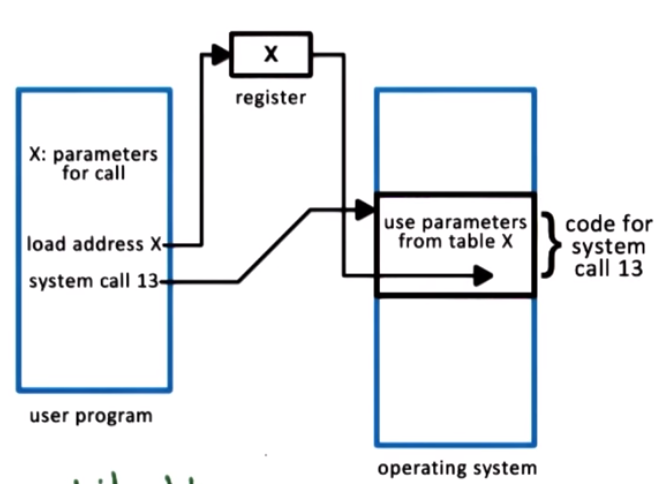 X
register
X: parameters
for call
load address X
system call 13
use parameters
from table X
code for
system
call 13
user program
operating system